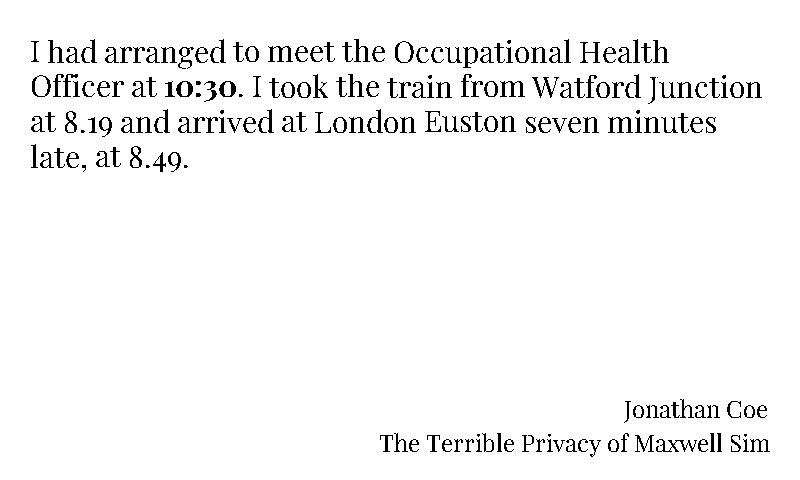 I had arranged to meet the Occupational Health
Officer at 10:30. I took the train from Watford Junction
at 8.19 and arrived at London Euston seven minutes
late, at 8.49.
Jonathan Coe
The Terrible Privacy of Maxwell Sim